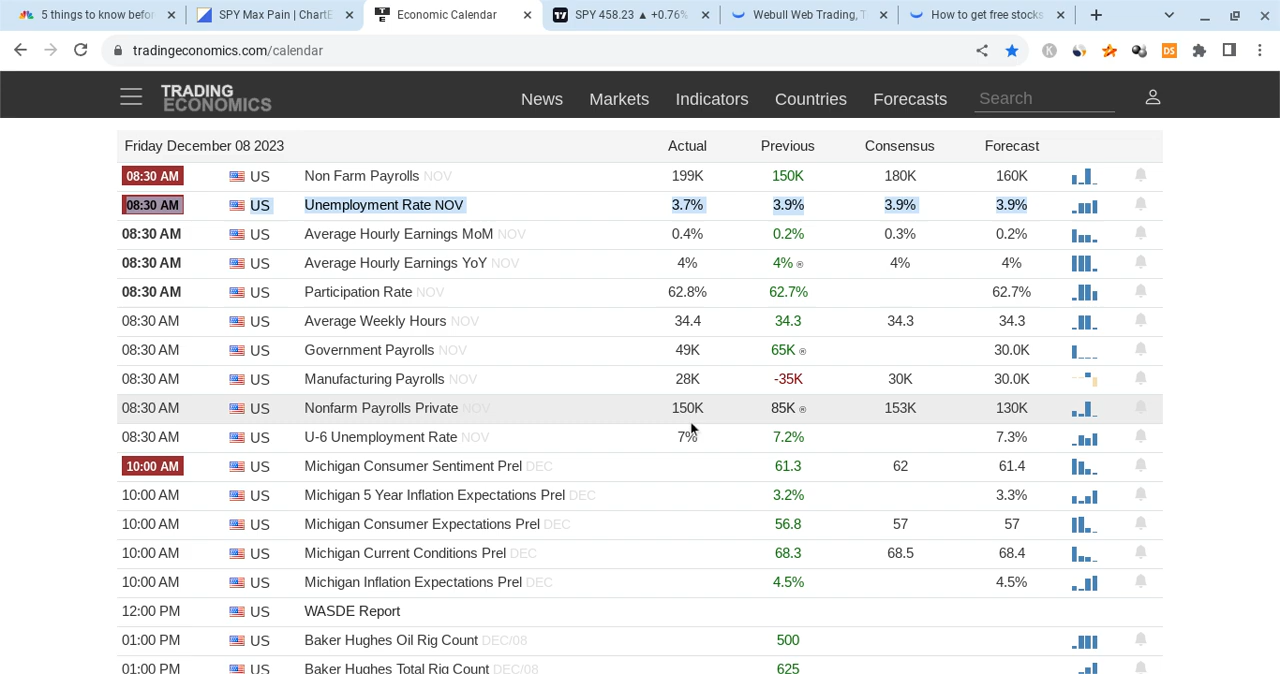 5 things to know befo
SPY Max Pain | ChartE
Economic Calendar
SPY 458.23 ▲ +0.76%
Webull Web Trading, T
How to get free stocks
tradingeconomics.com/calendar
K
DS
TRADING
ECONOMICS
News Markets Indicators Countries Forecasts Search
Friday December 08 2023 Actual Previous Consensus Forecast
08:30 AM US Non Farm Payrolls NOV 199K 150K 180K 160K
08:30 AM US Unemployment Rate NOV 3.7% 3.9% 3.9% 3.9%
08:30 AM US Average Hourly Earnings MoM NOV 0.4% 0.2% 0.3% 0.2%
08:30 AM US Average Hourly Earnings YoY NOV 4% 4% ® 4% 4%
08:30 AM US Participation Rate NOV 62.8% 62.7% 62.7%
08:30 AM US Average Weekly Hours NOV 34.4 34.3 34.3 34.3
08:30 AM US Government Payrolls NOV 49K 65K ® 30.0K
08:30 AM US Manufacturing Payrolls NOV 28K -35K 30K 30.0K
08:30 AM US Nonfarm Payrolls Private NOV 150K 85K ® 153K 130K
08:30 AM US U-6 Unemployment Rate NOV 7% 7.2% 7.3%
10:00 AM US Michigan Consumer Sentiment Prel DEC 61.3 62 61.4
10:00 AM US Michigan 5 Year Inflation Expectations Prel DEC 3.2% 3.3%
10:00 AM US Michigan Consumer Expectations Prel DEC 56.8 57 57
10:00 AM US Michigan Current Conditions Prel DEC 68.3 68.5 68.4
10:00 AM US Michigan Inflation Expectations Prel DEC 4.5% 4.5%
12:00 PM US WASDE Report
01:00 PM US Baker Hughes Oil Rig Count DEC/08 500
01:00 PM US Baker Hughes Total Rig Count DEC/08 625